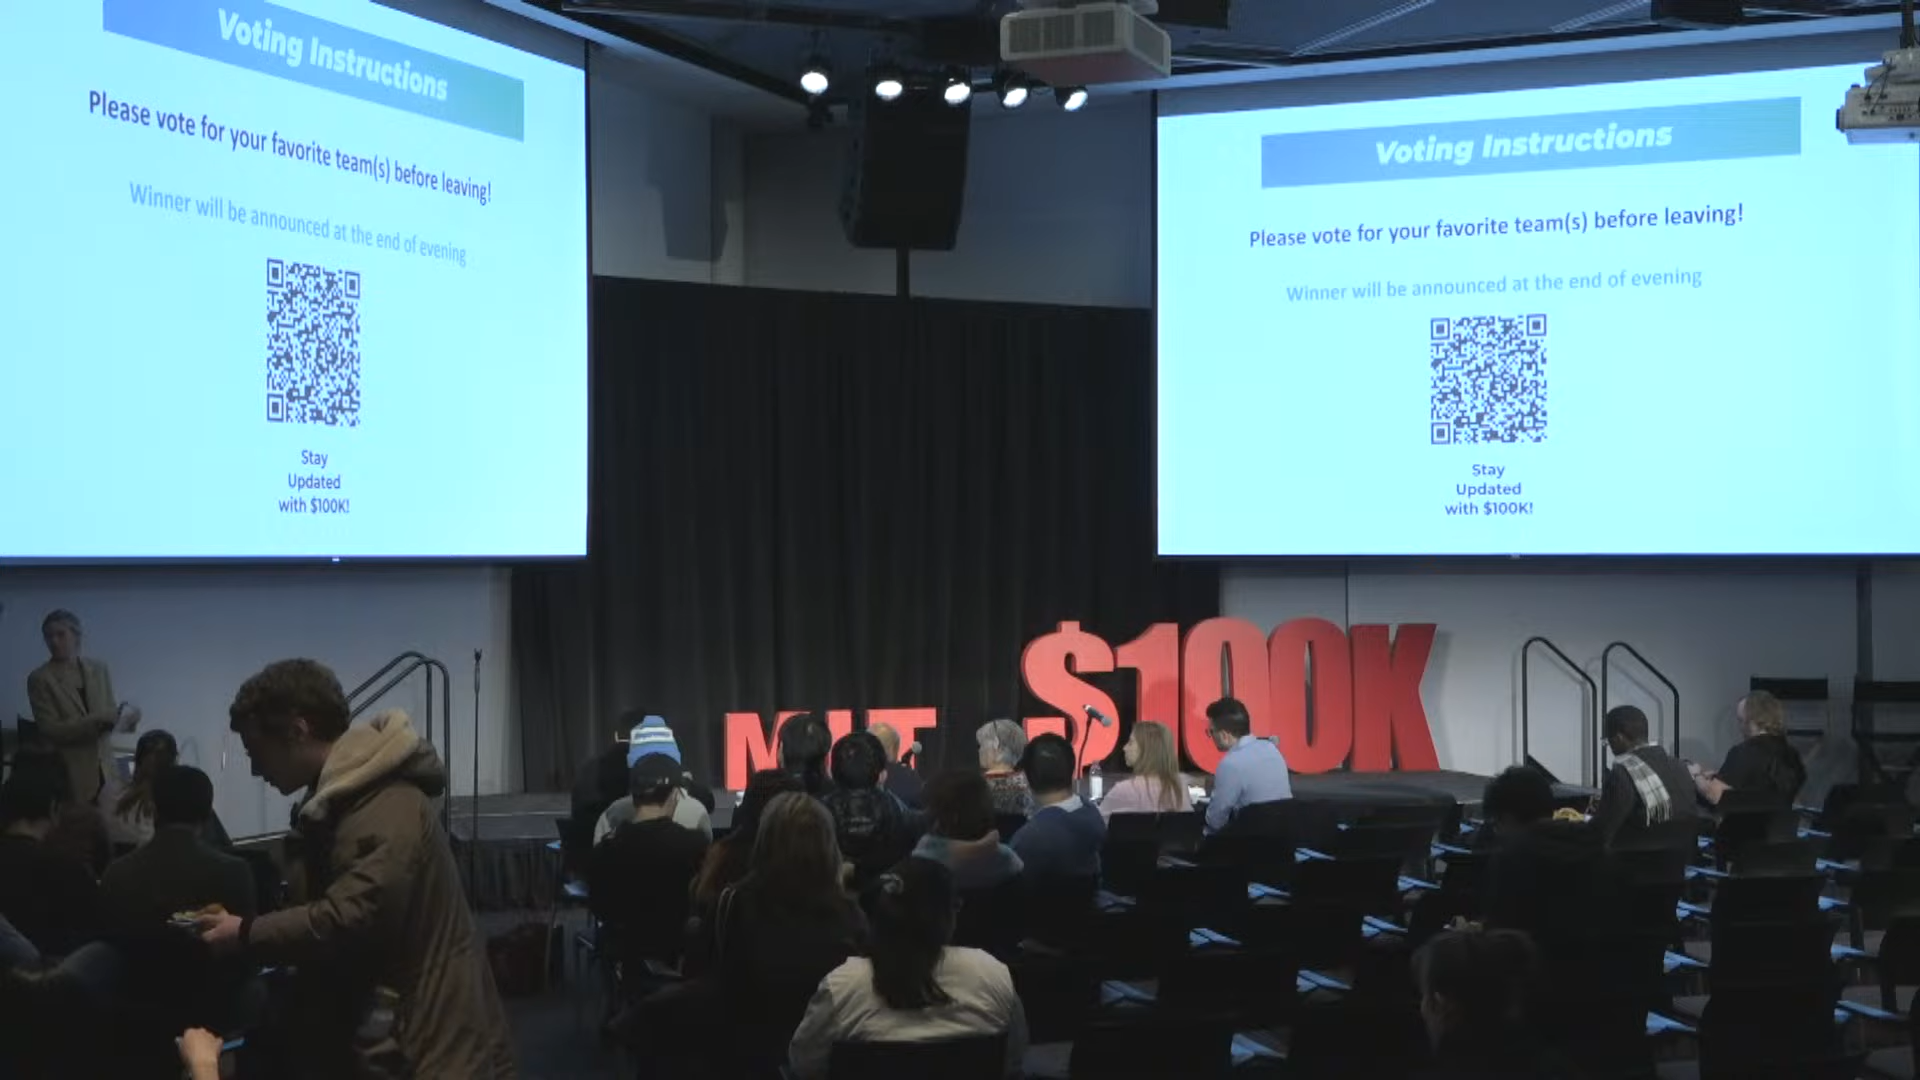 Voting Instructions
Please vote for your favorite team(s) before leaving!
Winner will be announced at the end of evening
Stay
Updated
with $100K!
Voting Instructions
Please vote for your favorite team(s) before leaving!
Winner will be announced at the end of evening
Stay
Updated
with $100K!
MIT
$100K